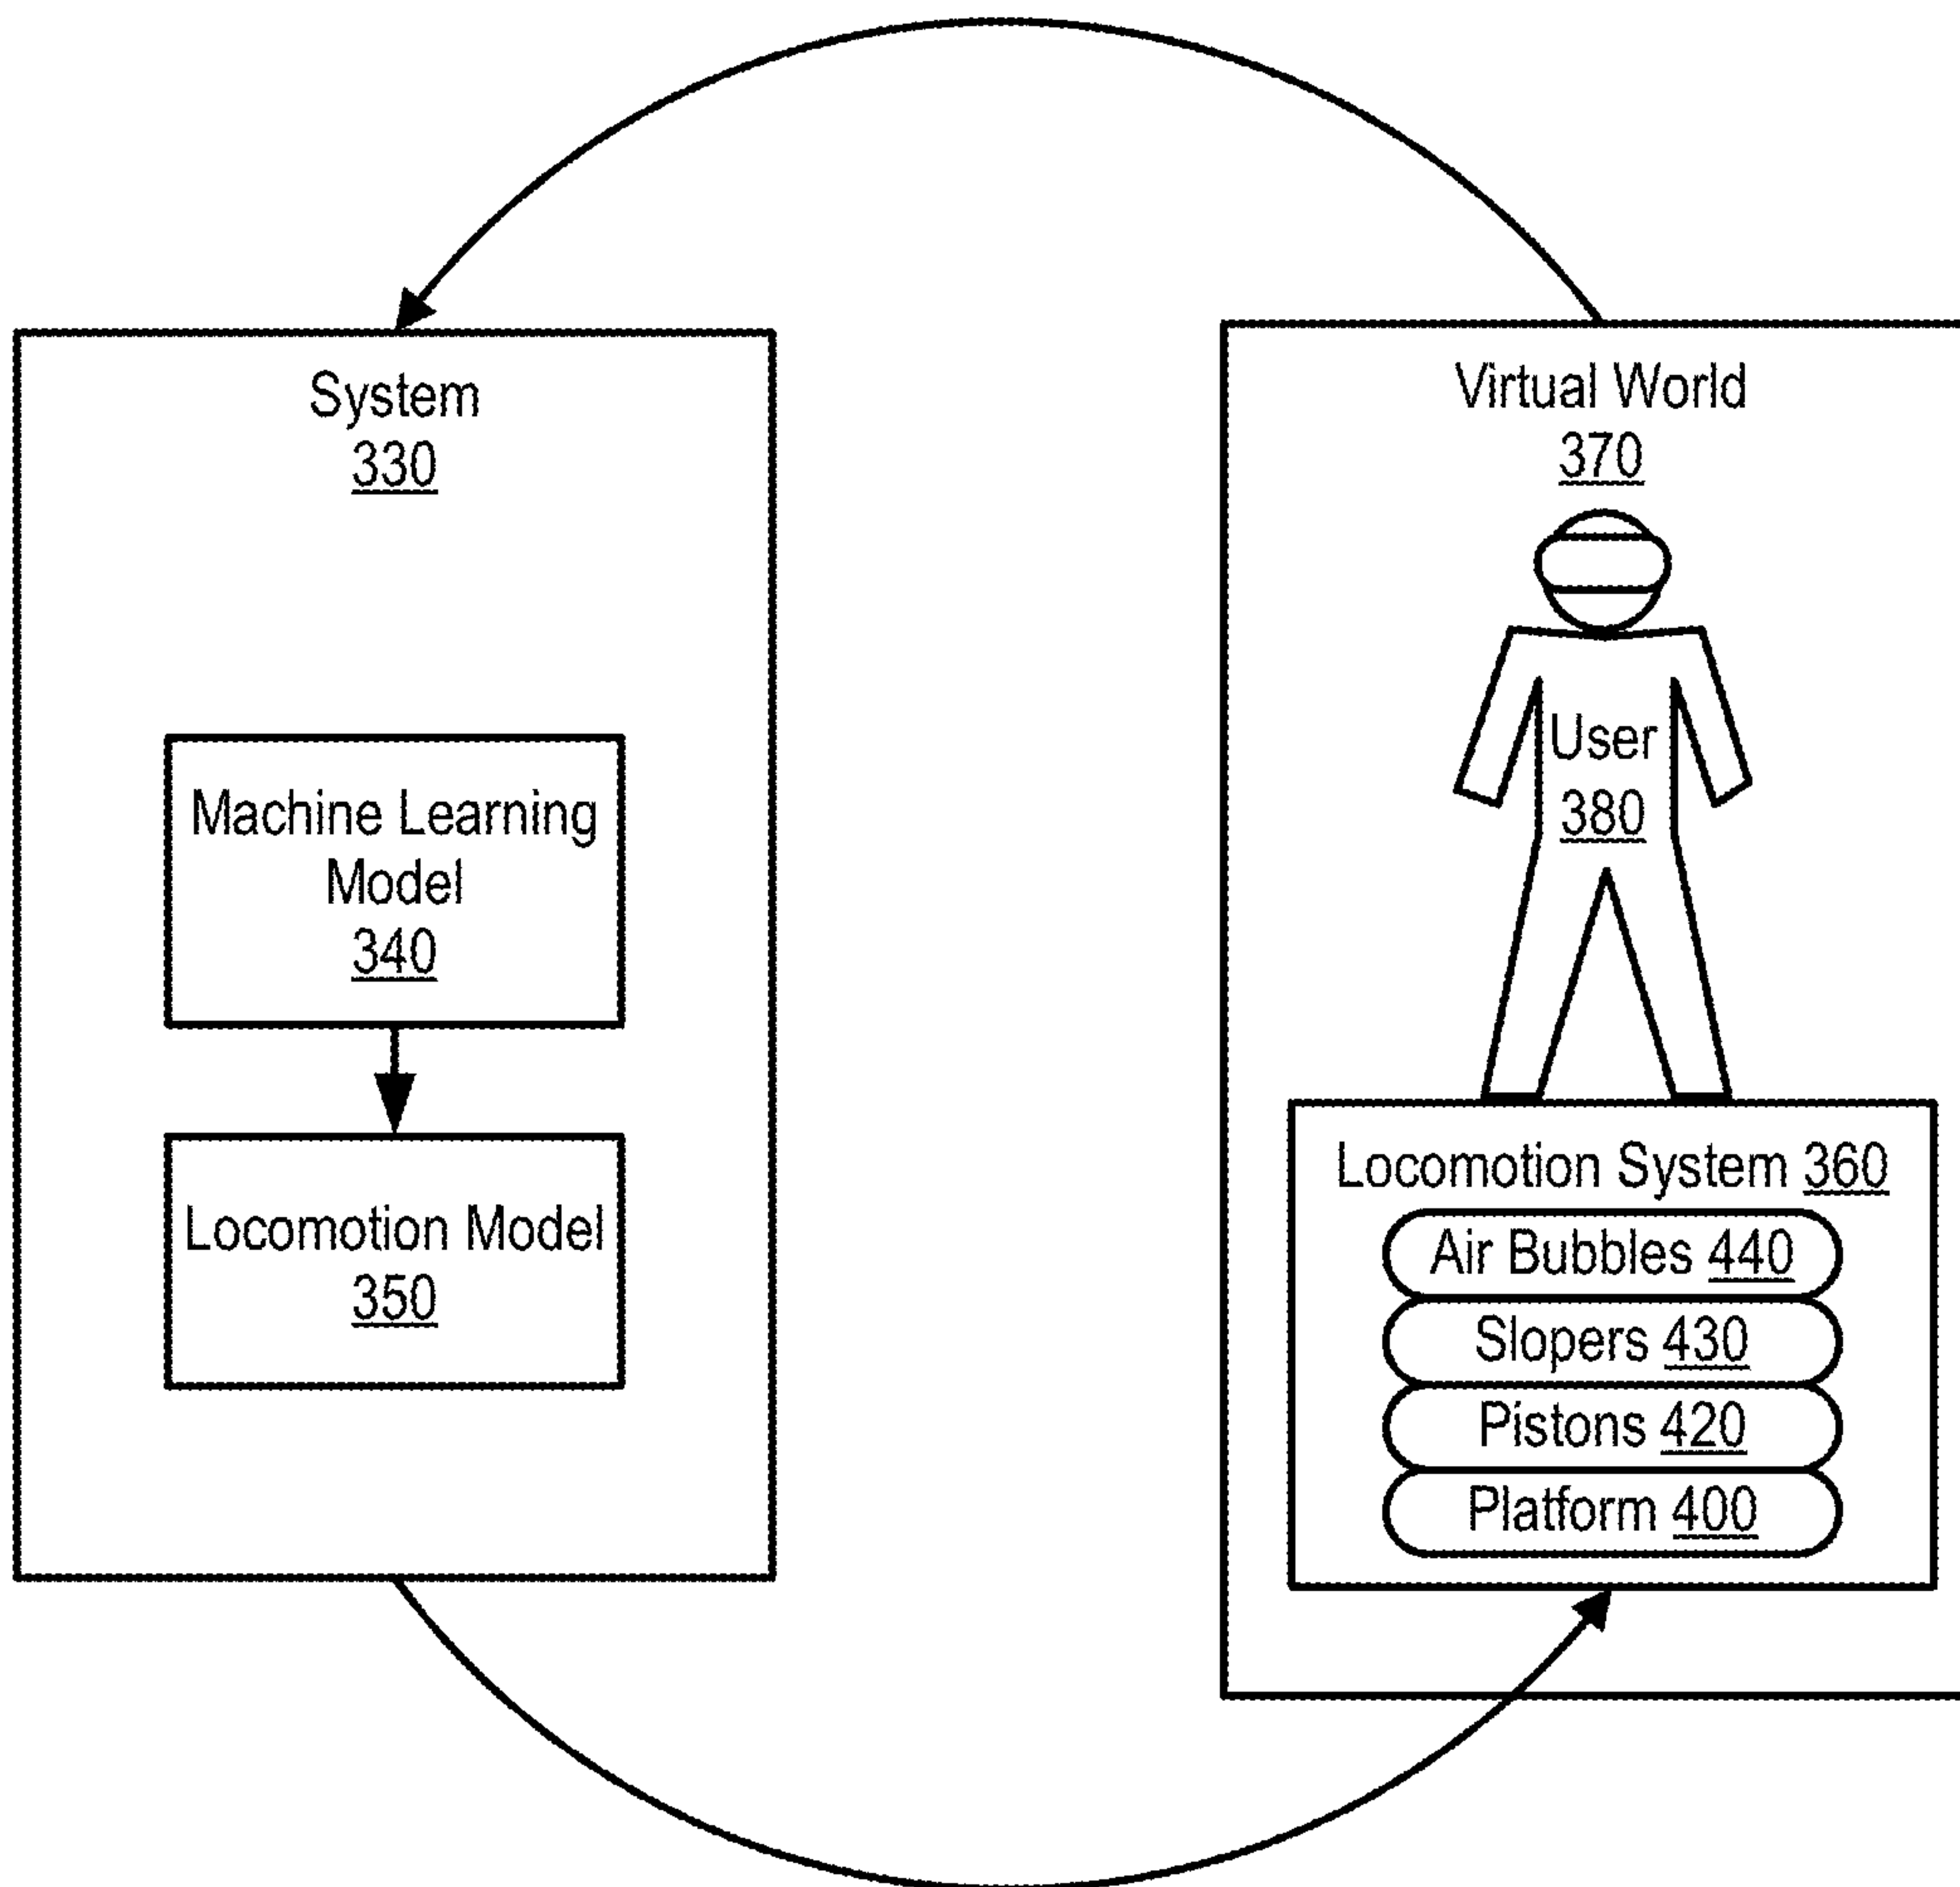 System
330
Machine Learning
Model
340
Locomotion Model
350
Virtual World
370
User
380
Locomotion System 360
Air Bubbles 440
Slopers 430
Pistons 420
Platform 400